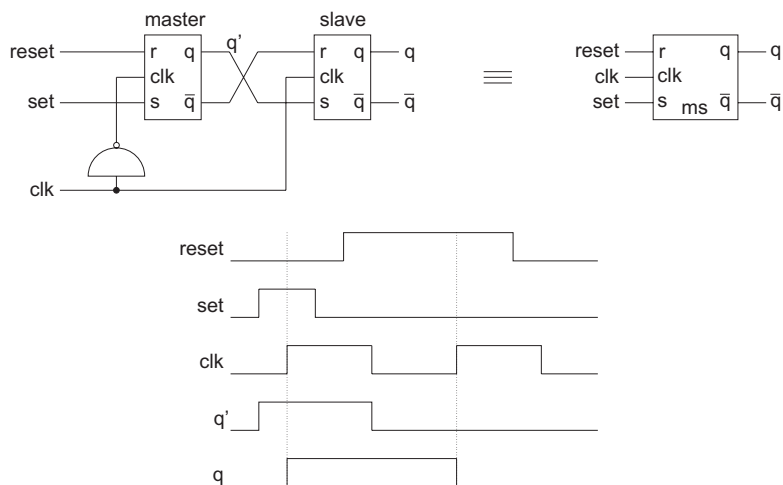 master slave
reset r q q' r q q reset r q q
clk clk clk clk
set s q̅ s q̅ q̅ set s ms q̅ q̅
≡
clk
reset
set
clk
q'
q